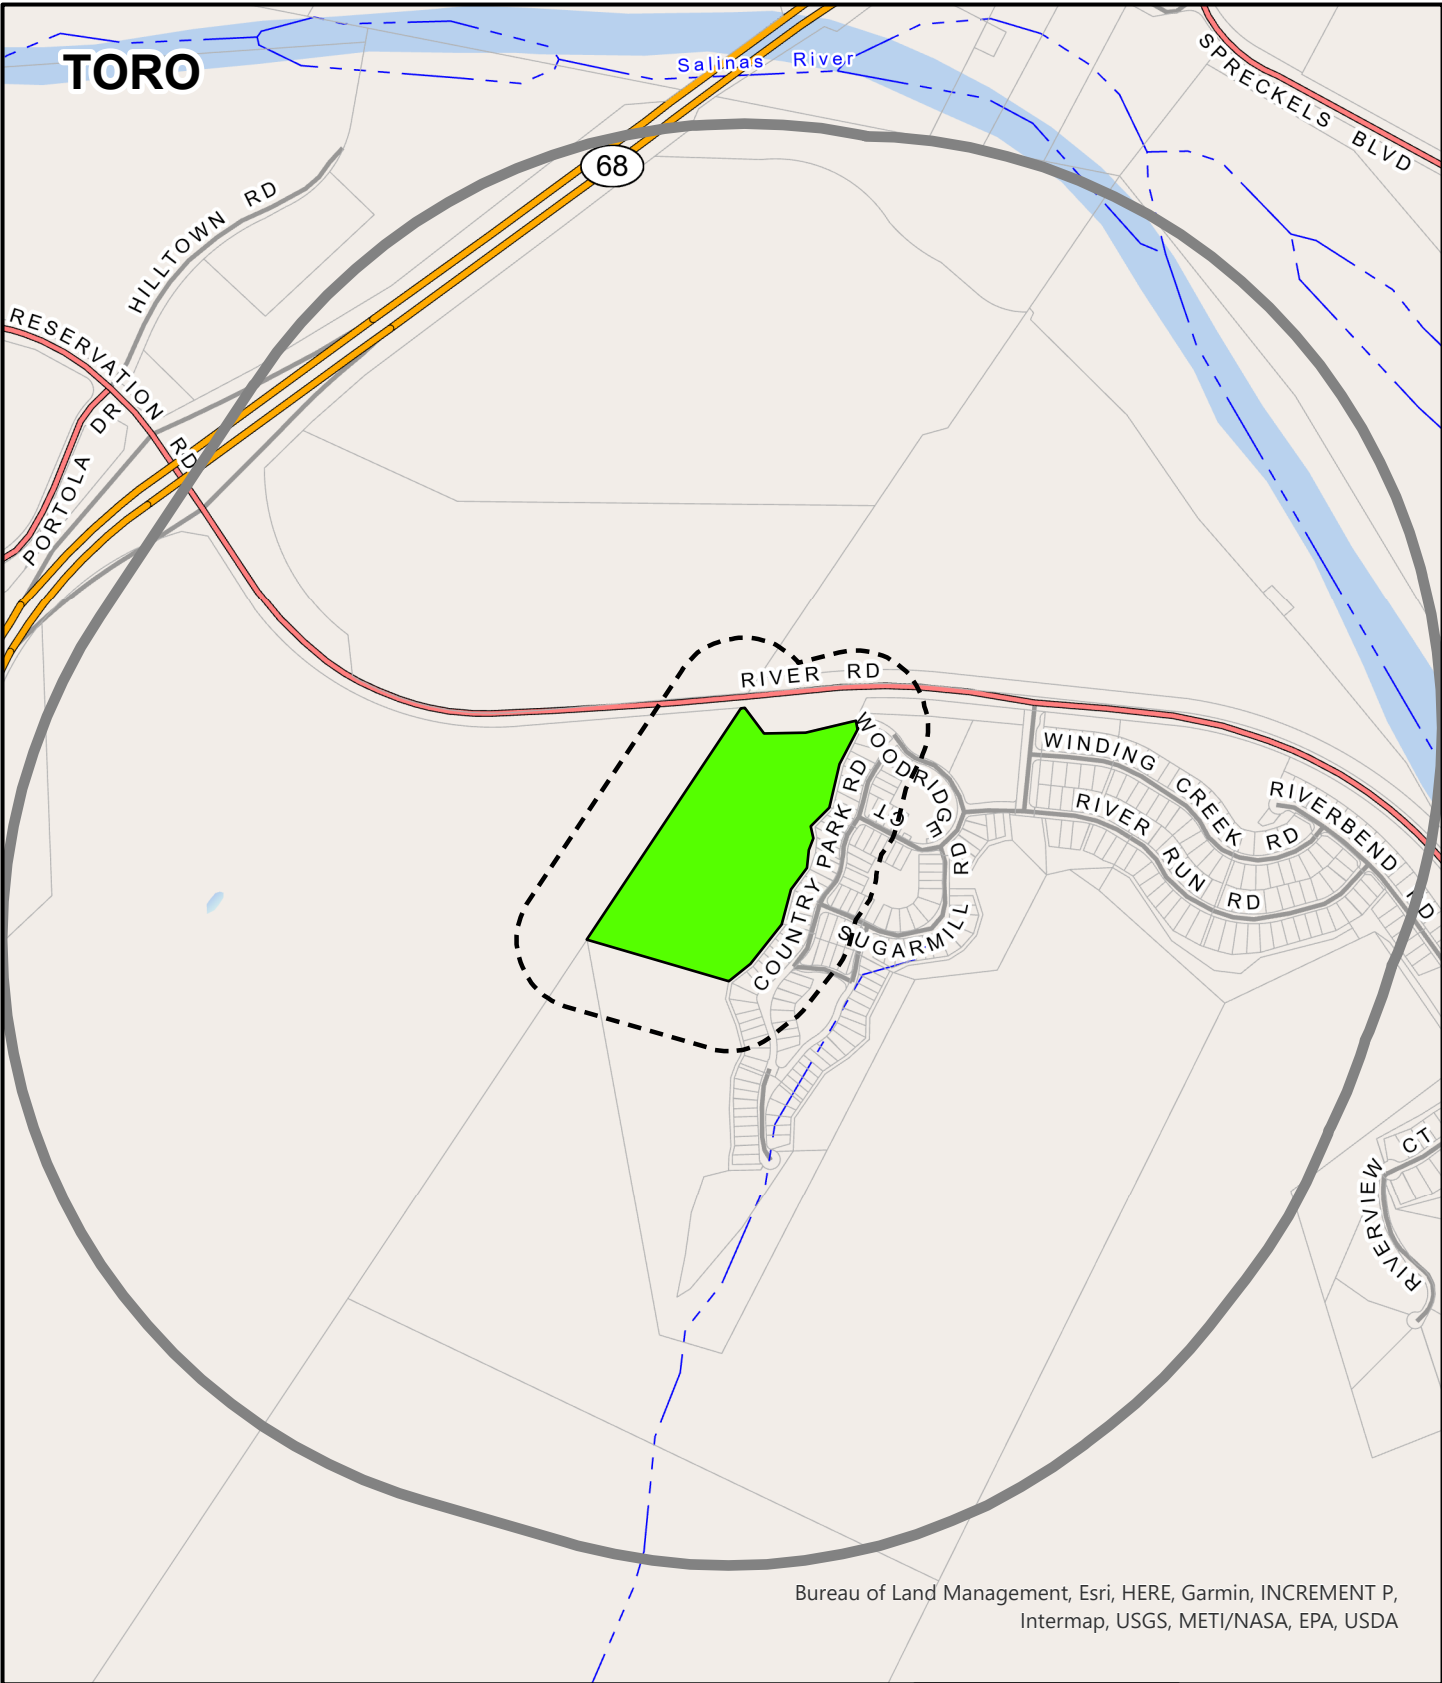 TORO
Salinas River
SPRECKELS BLVD
68
HILLTOWN RD
RESERVATION RD
PORTOLA DR
RIVER RD
WOODRIDGE CT
WINDING CREEK RD
RIVERBEND RD
RIVER RUN RD
COUNTRY PARK RD
SUGARMILL RD
RIVERVIEW CT
Bureau of Land Management, Esri, HERE, Garmin, INCREMENT P,
Intermap, USGS, METI/NASA, EPA, USDA